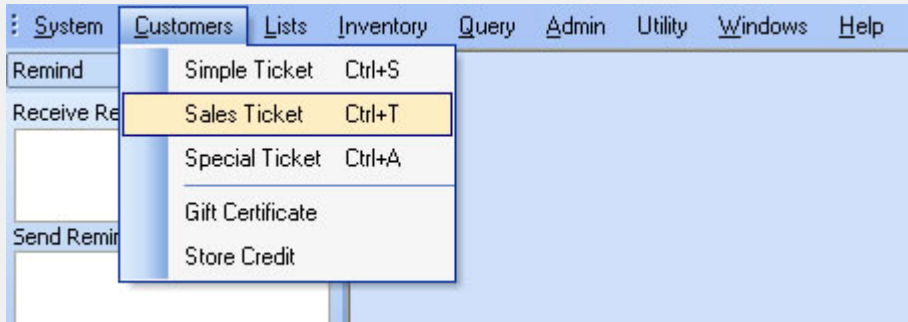 System Customers Lists Inventory Query Admin Utility Windows Help
Remind
Simple Ticket Ctrl+S
Receive Re
Sales Ticket Ctrl+T
Special Ticket Ctrl+A
Gift Certificate
Send Remin
Store Credit